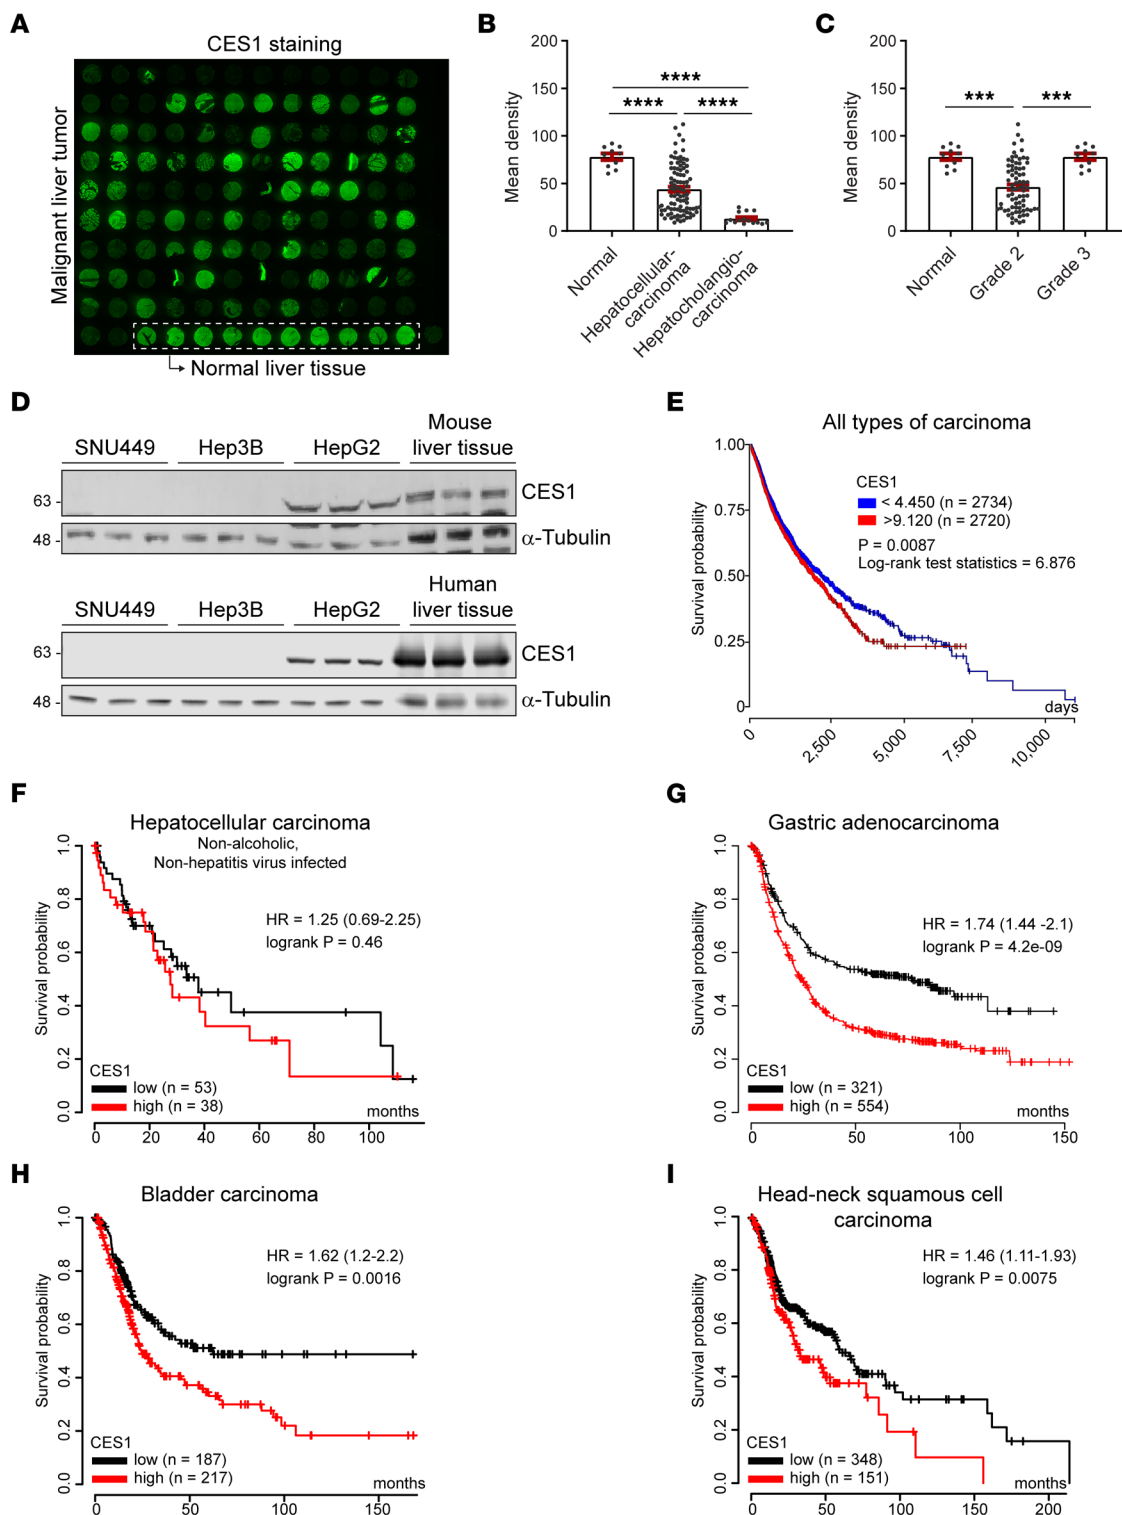 A
CES1 staining
Malignant liver tumor
Normal liver tissue
B
200
150
100
50
0
Mean density
****
**** ****
Normal
Hepatocellular-
carcinoma
Hepatocholangio-
carcinoma
C
200
150
100
50
0
Mean density
*** ***
Normal
Grade 2
Grade 3
D
SNU449 Hep3B HepG2 Mouse
liver tissue
63 - CES1
48 - α-Tubulin
SNU449 Hep3B HepG2 Human
liver tissue
63 - CES1
48 - α-Tubulin
E
All types of carcinoma
1.00
0.75
0.50
0.25
0
Survival probability
CES1
< 4.450 (n = 2734)
>9.120 (n = 2720)
P = 0.0087
Log-rank test statistics = 6.876
days
0 2,500 5,000 7,500 10,000
F
Hepatocellular carcinoma
Non-alcoholic,
Non-hepatitis virus infected
1.0
0.8
0.6
0.4
0.2
0.0
Survival probability
HR = 1.25 (0.69-2.25)
logrank P = 0.46
CES1
low (n = 53)
high (n = 38)
months
0 20 40 60 80 100
G
Gastric adenocarcinoma
1.0
0.8
0.6
0.4
0.2
0.0
Survival probability
HR = 1.74 (1.44 -2.1)
logrank P = 4.2e-09
CES1
low (n = 321)
high (n = 554)
months
0 50 100 150
H
Bladder carcinoma
1.0
0.8
0.6
0.4
0.2
0.0
Survival probability
HR = 1.62 (1.2-2.2)
logrank P = 0.0016
CES1
low (n = 187)
high (n = 217)
months
0 50 100 150
I
Head-neck squamous cell
carcinoma
1.0
0.8
0.6
0.4
0.2
0.0
Survival probability
HR = 1.46 (1.11-1.93)
logrank P = 0.0075
CES1
low (n = 348)
high (n = 151)
months
0 50 100 150 200